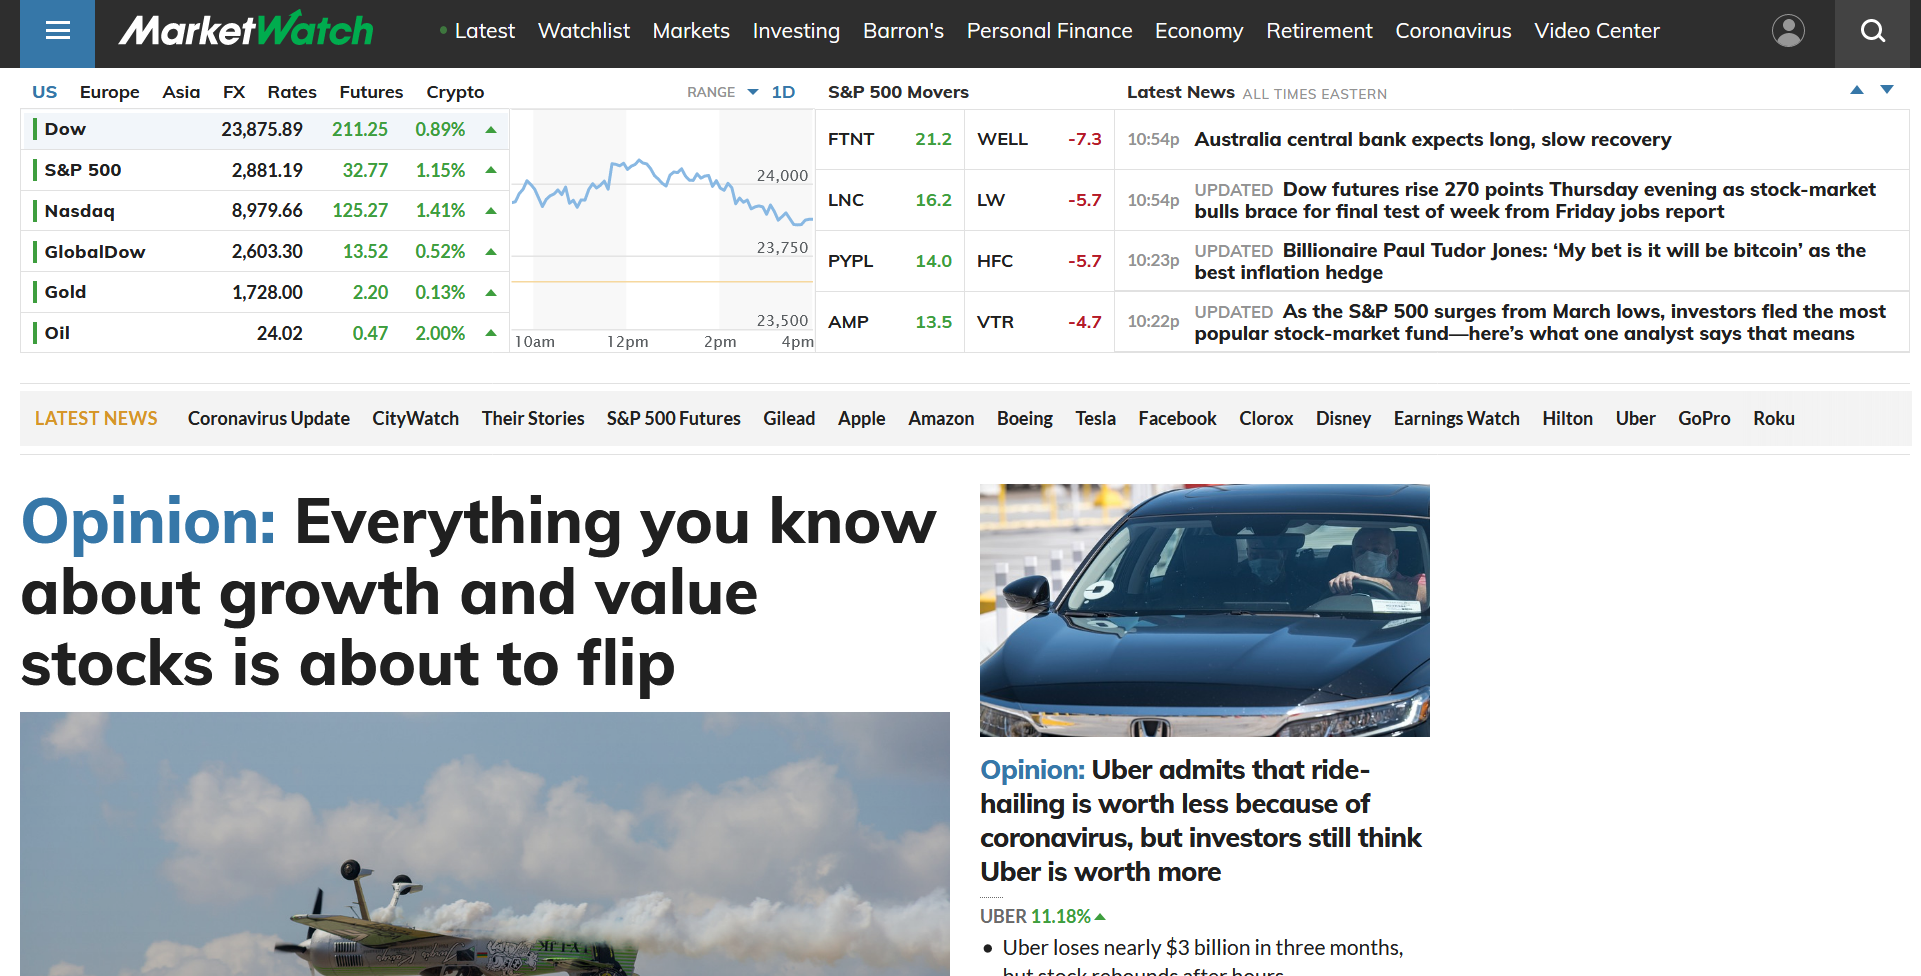 MarketWatch
Latest Watchlist Markets Investing Barron's Personal Finance Economy Retirement Coronavirus Video Center
US Europe Asia FX Rates Futures Crypto
RANGE 1D
Dow 23,875.89 211.25 0.89%
S&P 500 2,881.19 32.77 1.15%
Nasdaq 8,979.66 125.27 1.41%
GlobalDow 2,603.30 13.52 0.52%
Gold 1,728.00 2.20 0.13%
Oil 24.02 0.47 2.00%
24,000
23,750
23,500
10am 12pm 2pm 4pm
S&P 500 Movers
FTNT 21.2 WELL -7.3
LNC 16.2 LW -5.7
PYPL 14.0 HFC -5.7
AMP 13.5 VTR -4.7
Latest News ALL TIMES EASTERN
10:54p Australia central bank expects long, slow recovery
10:54p UPDATED Dow futures rise 270 points Thursday evening as stock-market
bulls brace for final test of week from Friday jobs report
10:23p UPDATED Billionaire Paul Tudor Jones: ‘My bet is it will be bitcoin’ as the
best inflation hedge
10:22p UPDATED As the S&P 500 surges from March lows, investors fled the most
popular stock-market fund—here’s what one analyst says that means
LATEST NEWS Coronavirus Update CityWatch Their Stories S&P 500 Futures Gilead Apple Amazon Boeing Tesla Facebook Clorox Disney Earnings Watch Hilton Uber GoPro Roku
Opinion: Everything you know
about growth and value
stocks is about to flip
Opinion: Uber admits that ride-
hailing is worth less because of
coronavirus, but investors still think
Uber is worth more
UBER 11.18%
• Uber loses nearly $3 billion in three months,
but stock rebounds after hours